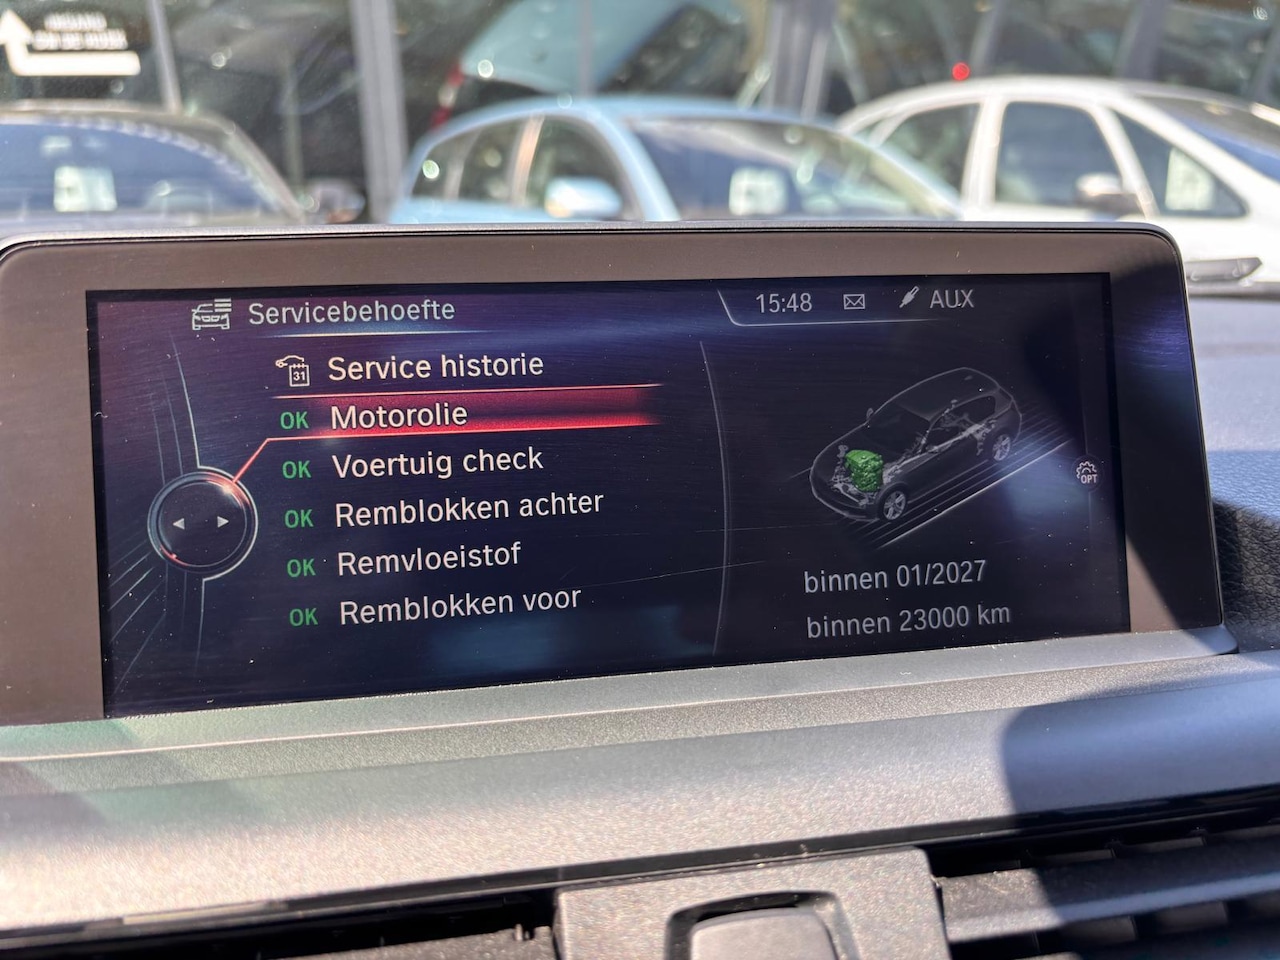 Servicebehoefte
15:48 AUX
31 Service historie
OK Motorolie
OK Voertuig check
OK Remblokken achter
OK Remvloeistof
OK Remblokken voor
OPT
binnen 01/2027
binnen 23000 km